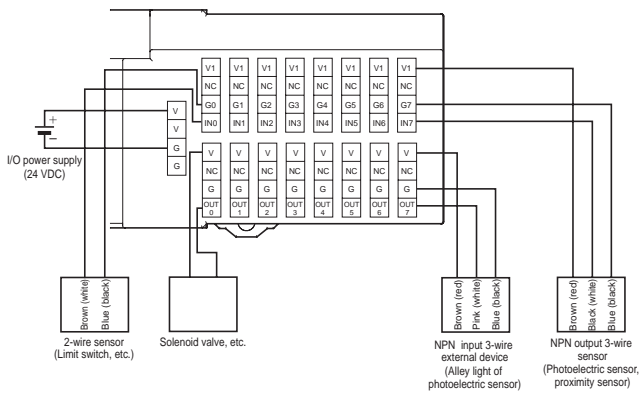 V1 V1 V1 V1 V1 V1 V1 V1
NC NC NC NC NC NC NC NC
G0 G1 G2 G3 G4 G5 G6 G7
IN0 IN1 IN2 IN3 IN4 IN5 IN6 IN7
V
V
G
G
+
−
I/O power supply
(24 VDC)
V V V V V V V V
NC NC NC NC NC NC NC NC
G G G G G G G G
OUT 0 OUT 1 OUT 2 OUT 3 OUT 4 OUT 5 OUT 6 OUT 7
Brown (white)
Blue (black)
2-wire sensor
(Limit switch, etc.)
Solenoid valve, etc.
Brown (red)
Pink (white)
Blue (black)
NPN input 3-wire
external device
(Alley light of
photoelectric sensor)
Brown (red)
Black (white)
Blue (black)
NPN output 3-wire
sensor
(Photoelectric sensor,
proximity sensor)